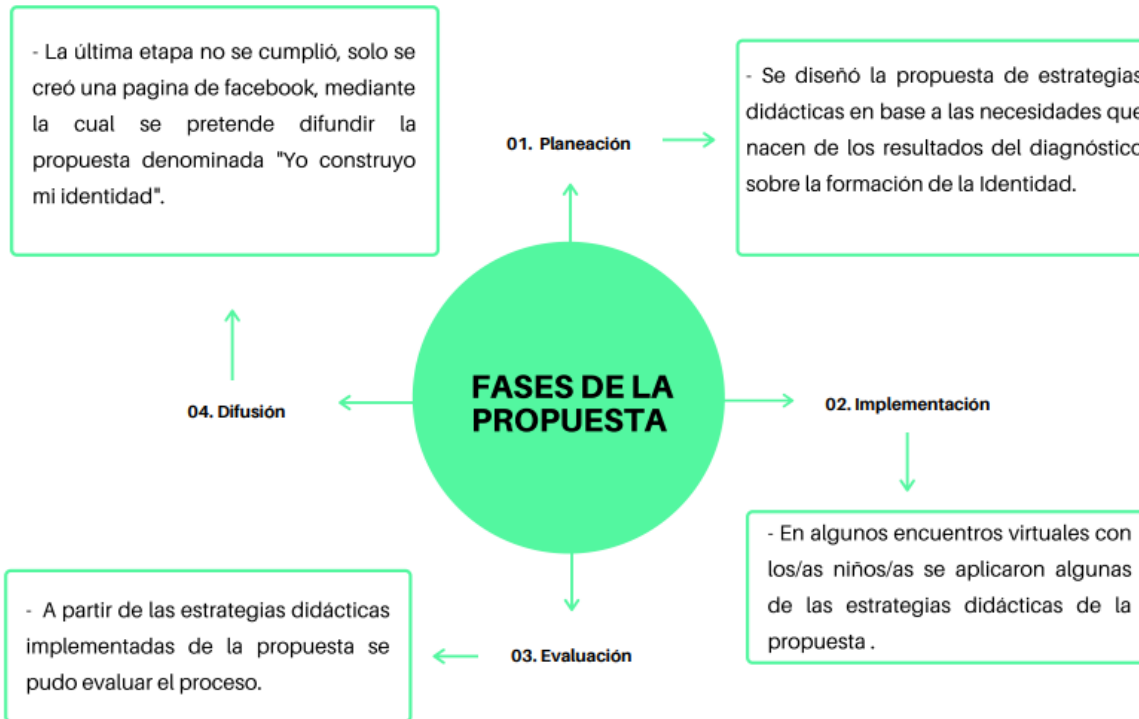 FASES DE LA
PROPUESTA
01. Planeación
- Se diseñó la propuesta de estrategias
didácticas en base a las necesidades que
nacen de los resultados del diagnóstico
sobre la formación de la Identidad.
02. Implementación
- En algunos encuentros virtuales con
los/as niños/as se aplicaron algunas
de las estrategias didácticas de la
propuesta .
03. Evaluación
- A partir de las estrategias didácticas
implementadas de la propuesta se
pudo evaluar el proceso.
04. Difusión
- La última etapa no se cumplió, solo se
creó una pagina de facebook, mediante
la cual se pretende difundir la
propuesta denominada "Yo construyo
mi identidad".